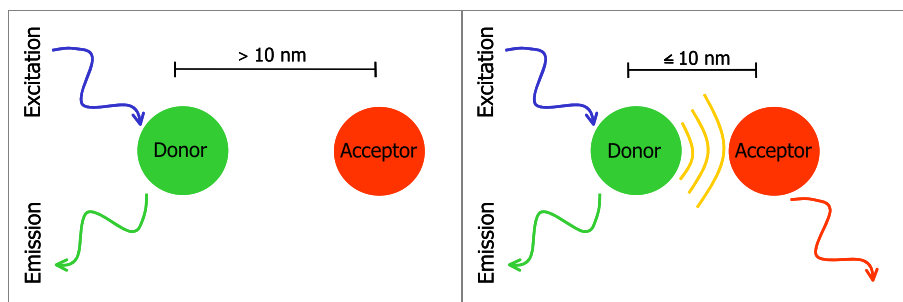 Excitation
> 10 nm
Donor
Acceptor
Emission
Excitation
≤ 10 nm
Donor
Acceptor
Emission